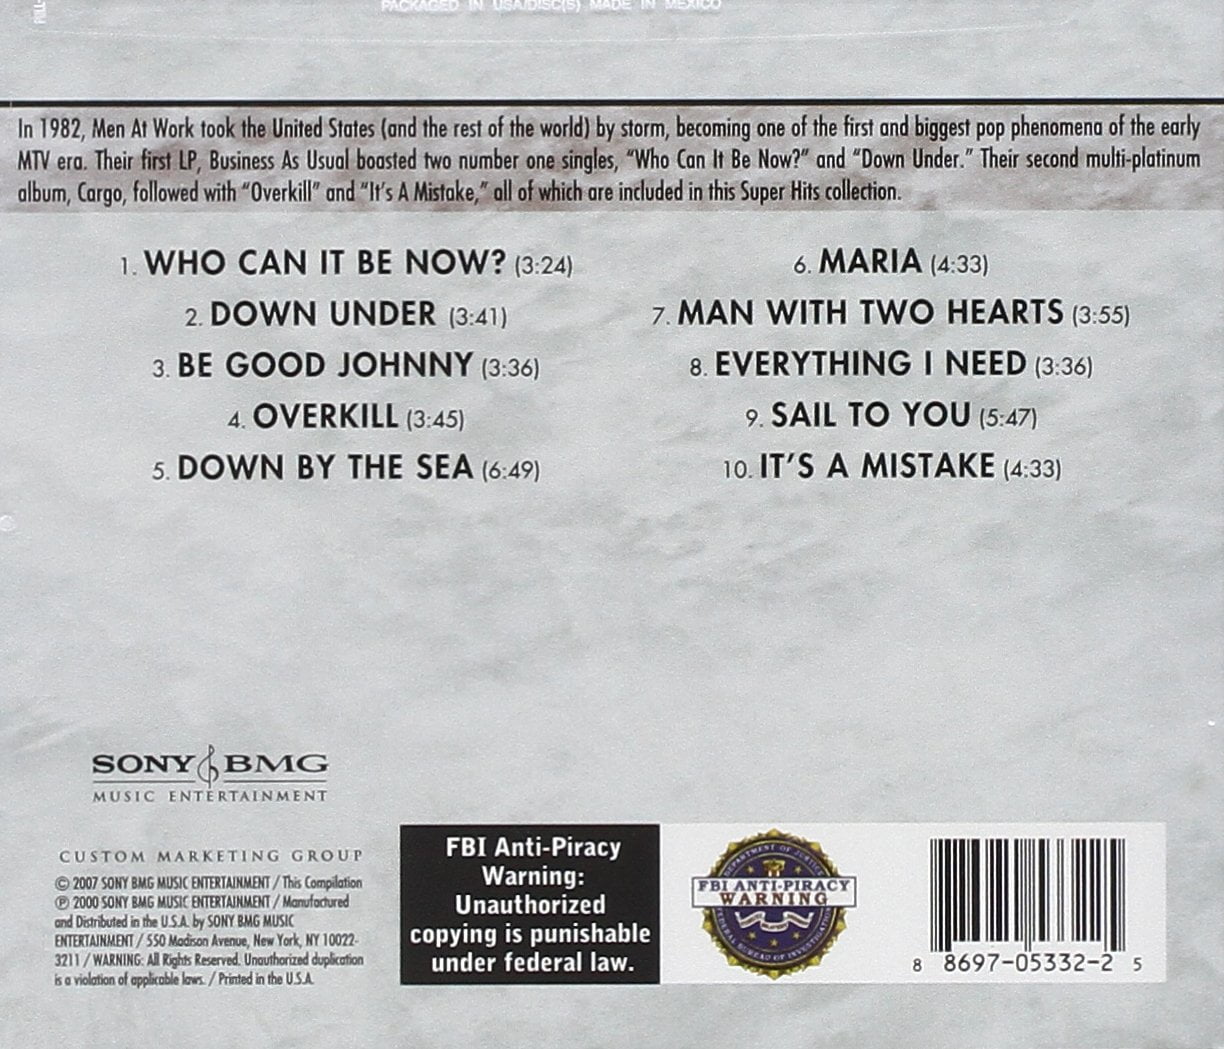 PACKAGED IN USA/DISC(S) MADE IN MEXICO
In 1982, Men At Work took the United States (and the rest of the world) by storm, becoming one of the first and biggest pop phenomena of the early
MTV era. Their first LP, Business As Usual boasted two number one singles, “Who Can It Be Now?” and “Down Under.” Their second multi-platinum
album, Cargo, followed with “Overkill” and “It’s A Mistake,” all of which are included in this Super Hits collection.
1. WHO CAN IT BE NOW? (3:24)
2. DOWN UNDER (3:41)
3. BE GOOD JOHNNY (3:36)
4. OVERKILL (3:45)
5. DOWN BY THE SEA (6:49)
6. MARIA (4:33)
7. MAN WITH TWO HEARTS (3:55)
8. EVERYTHING I NEED (3:36)
9. SAIL TO YOU (5:47)
10. IT’S A MISTAKE (4:33)
SONY BMG
MUSIC ENTERTAINMENT
CUSTOM MARKETING GROUP
© 2007 SONY BMG MUSIC ENTERTAINMENT / This Compilation
℗ 2000 SONY BMG MUSIC ENTERTAINMENT / Manufactured
and Distributed in the U.S.A. by SONY BMG MUSIC
ENTERTAINMENT / 550 Madison Avenue, New York, NY 10022-
3211 / WARNING: All Rights Reserved. Unauthorized duplication
is a violation of applicable laws. / Printed in the U.S.A.
FBI Anti-Piracy
Warning:
Unauthorized
copying is punishable
under federal law.
DEPARTMENT OF JUSTICE
FBI ANTI-PIRACY
WARNING
FEDERAL BUREAU OF INVESTIGATION
8 8697-05332-2 5